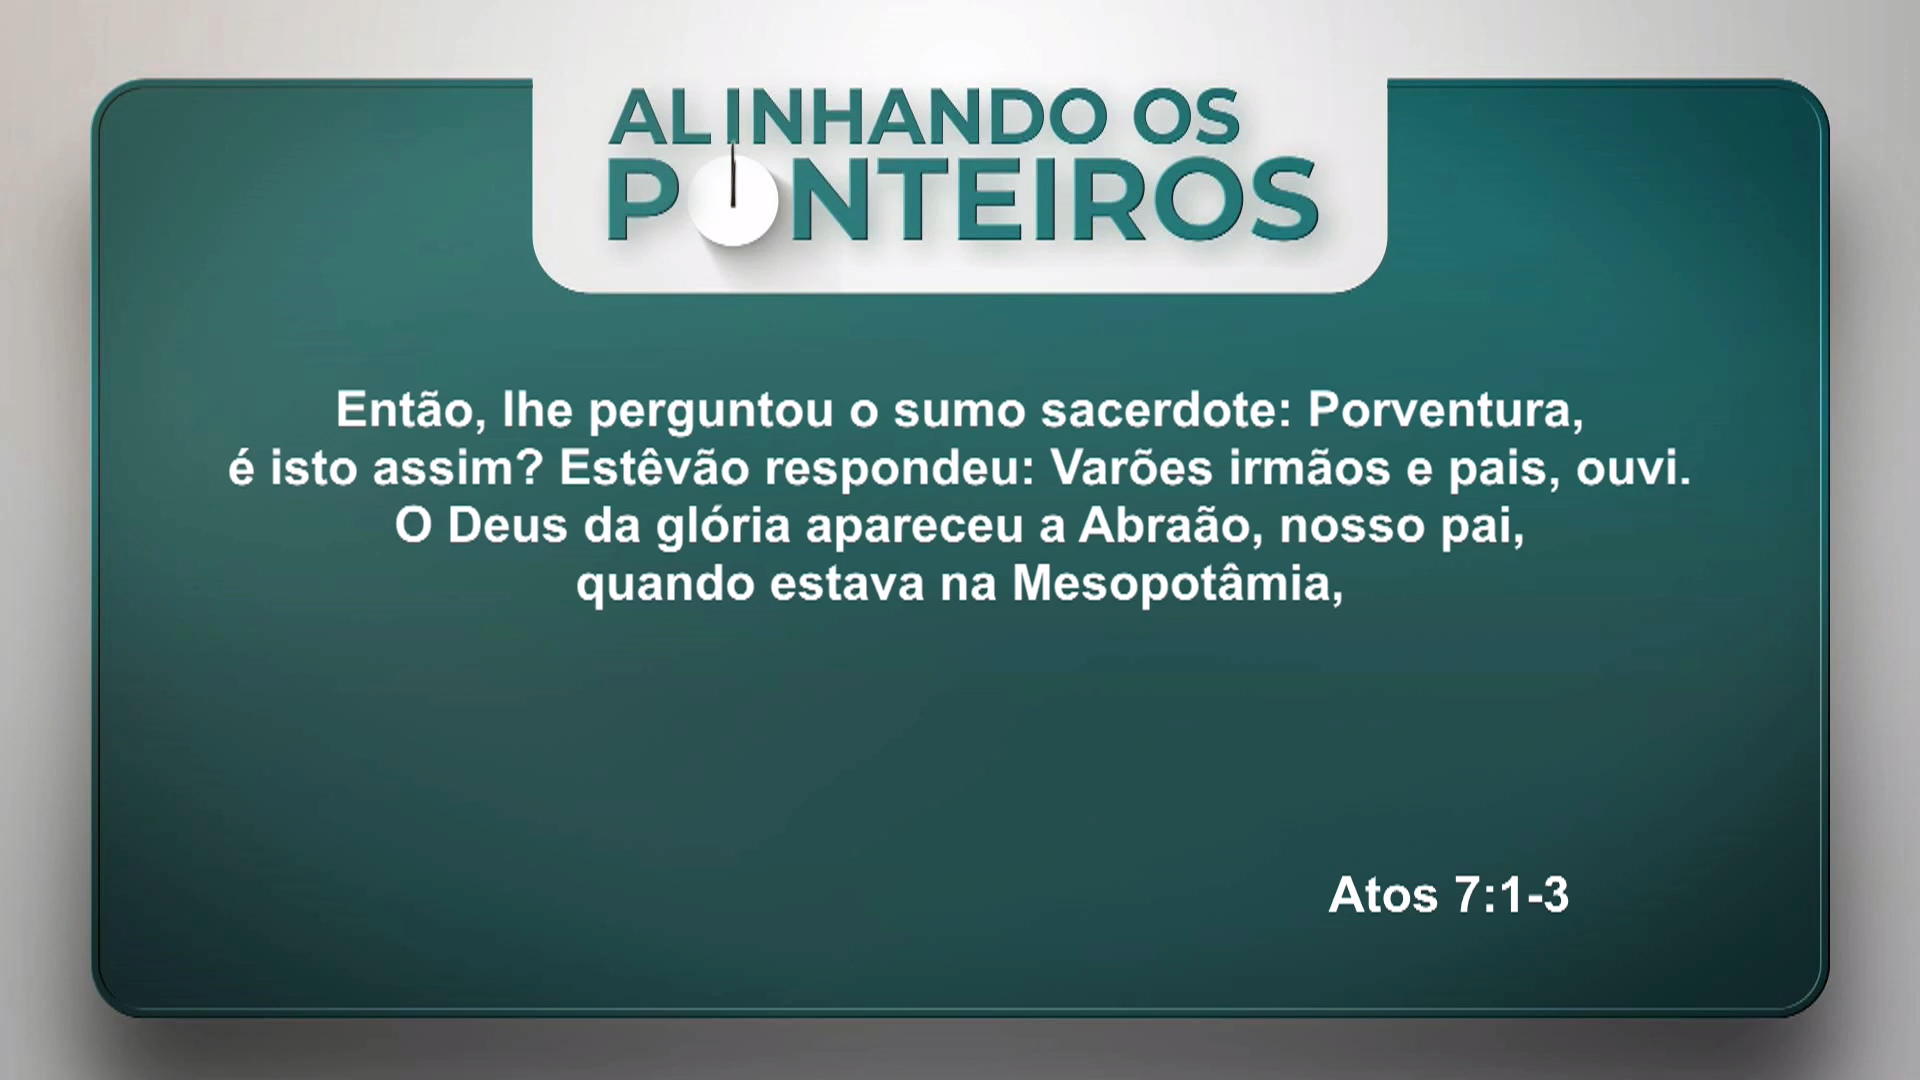 ALINHANDO OS
PONTEIROS
Então, lhe perguntou o sumo sacerdote: Porventura,
é isto assim? Estêvão respondeu: Varões irmãos e pais, ouvi.
O Deus da glória apareceu a Abraão, nosso pai,
quando estava na Mesopotâmia,
Atos 7:1-3